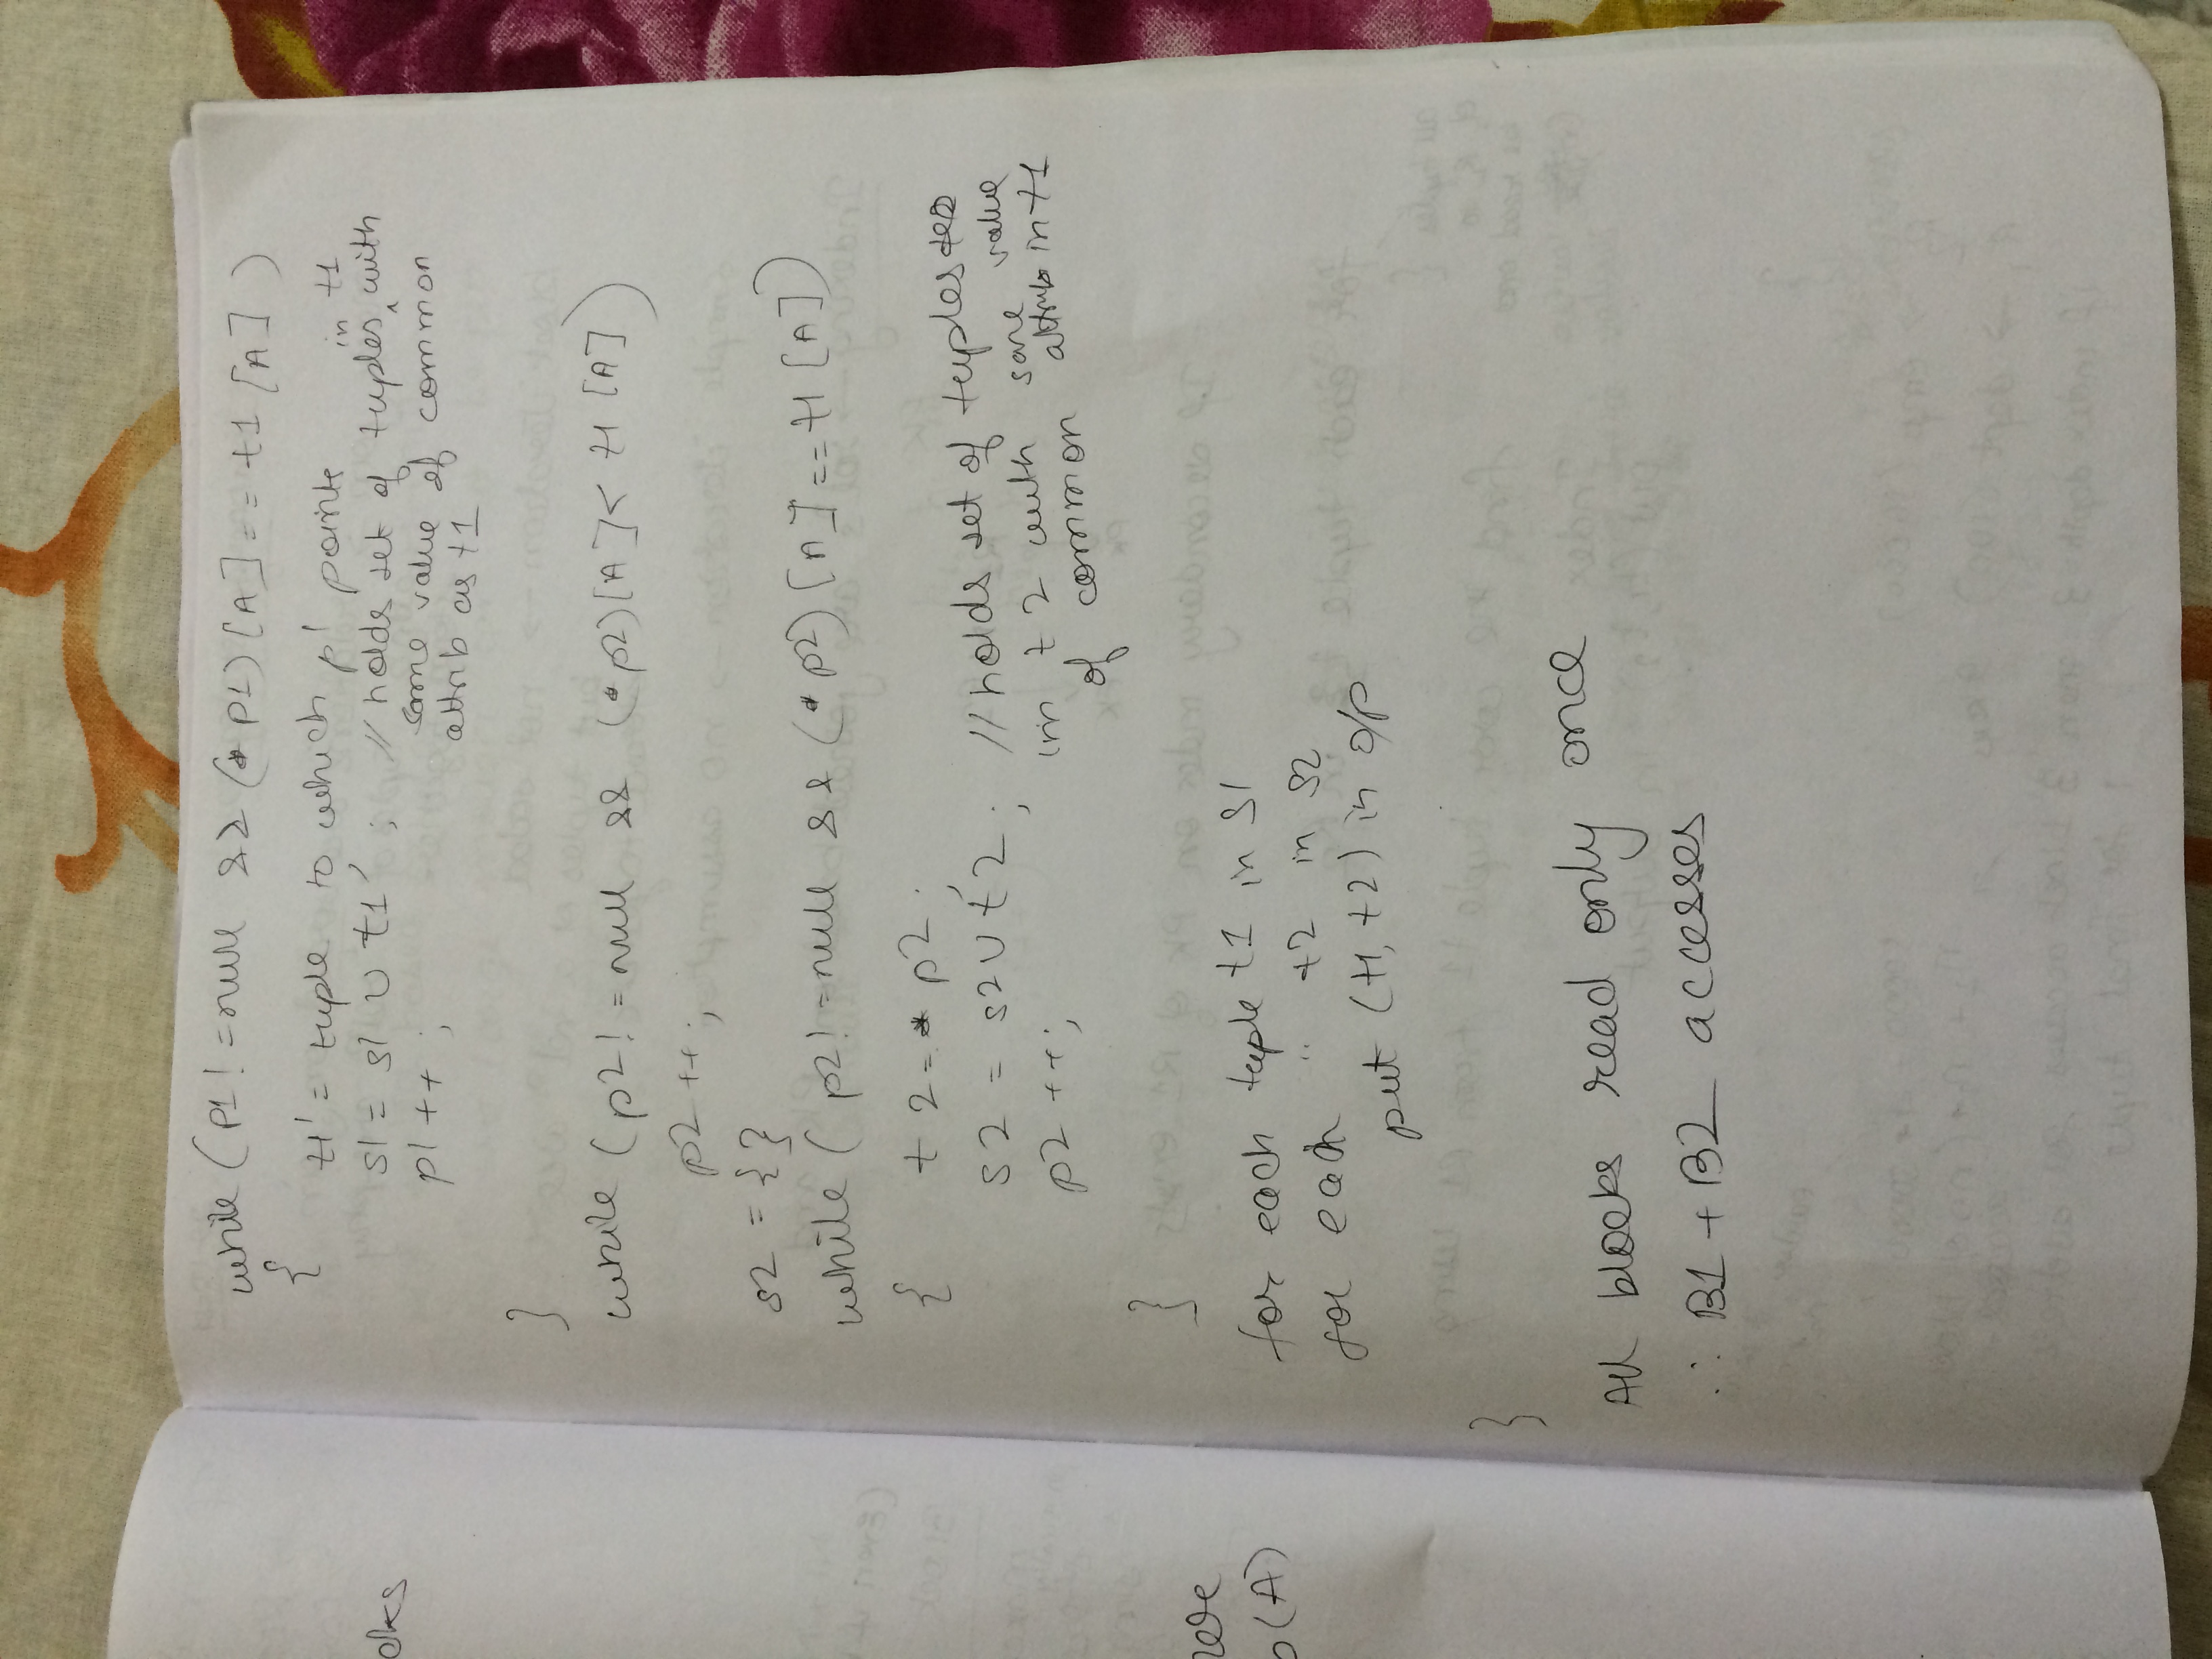 while (P1 != null && (* p1)[A] == t1 [A] )
{
t1' = tuple to which p1 points
s1 = s1 ∪ t1' ; // holds set of tuples in t1 with
p1 ++ ; same value of common
attrib as t1
}
while (p2 != null && (* p2)[A] < t1 [A])
p2 ++ ;
s2 = { }
while ( p2 != null && (* p2) [A] == t1 [A])
{ t2 = * p2 ;
s2 = s2 ∪ t2 ; // holds set of tuples
in t2 with same value
p2 ++ ;
of common attrib in t1
}
for each tuple t1 in s1
for each " t2 in s2
put (t1, t2) in o/p
}
All blocks read only once
∴ B1 + B2 accesses
cks
(A)